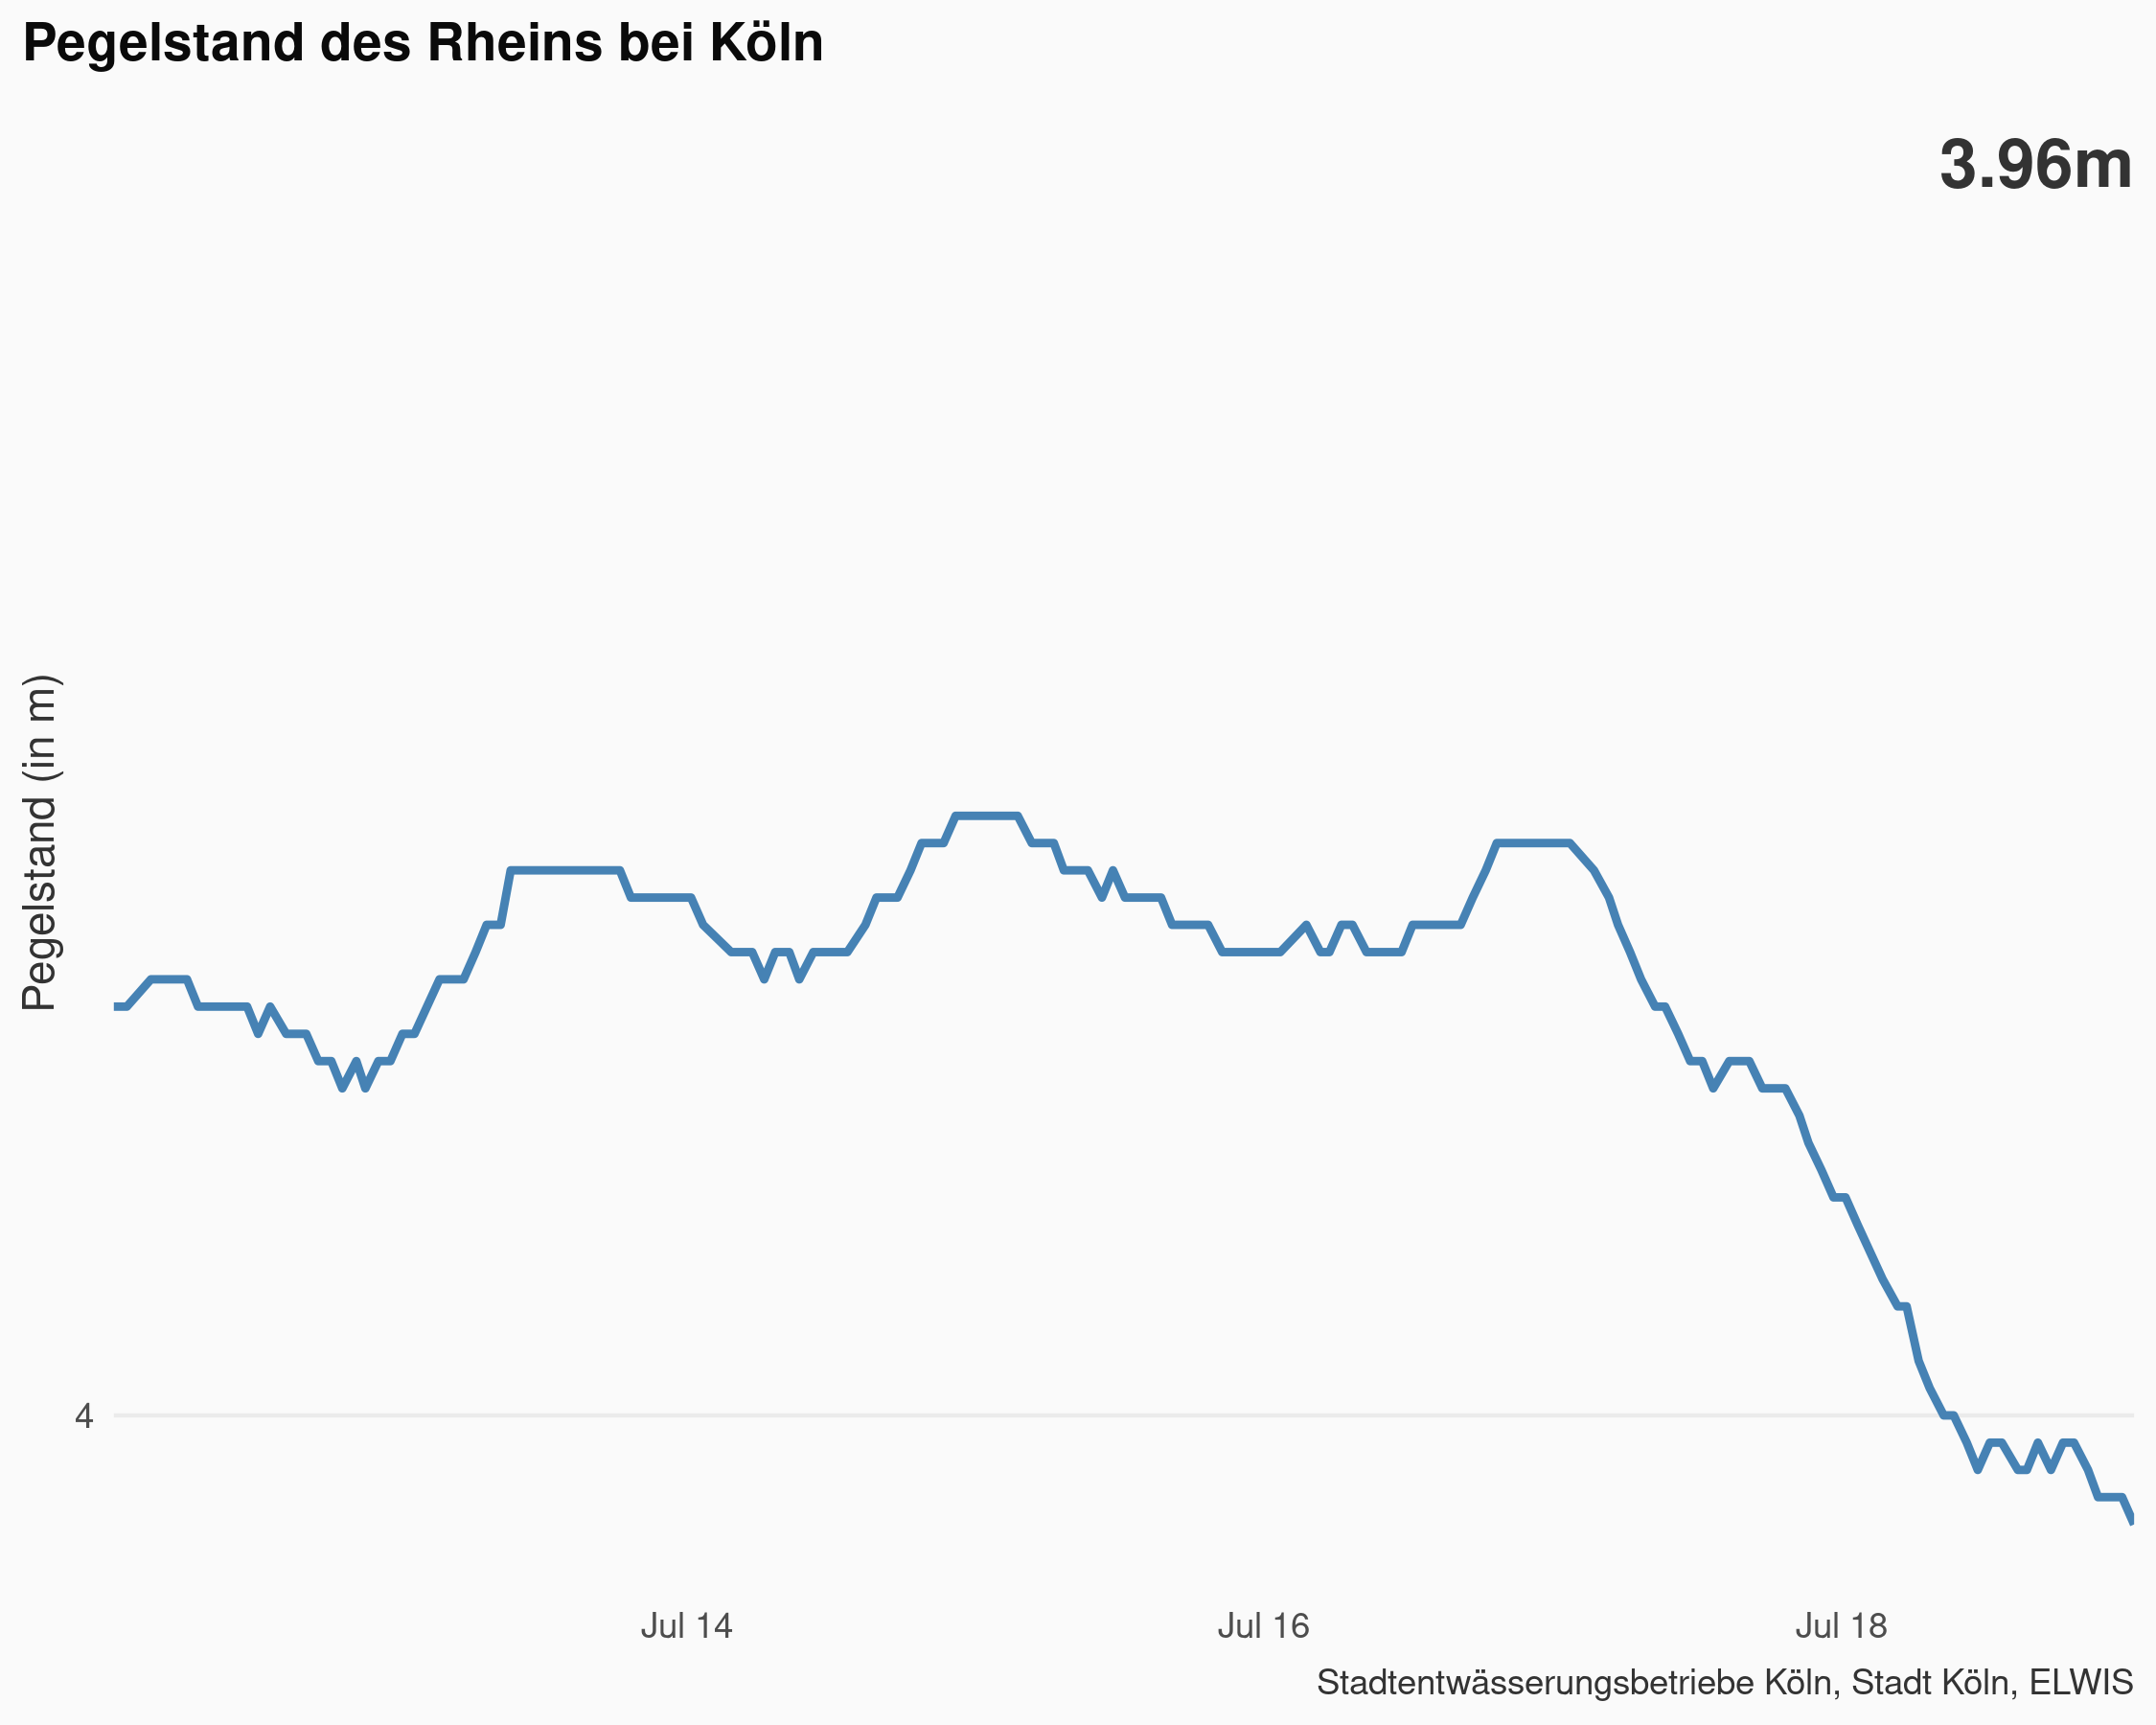 Pegelstand des Rheins bei Köln
3.96m
Pegelstand (in m)
4
Jul 14
Jul 16
Jul 18
Stadtentwässerungsbetriebe Köln, Stadt Köln, ELWIS